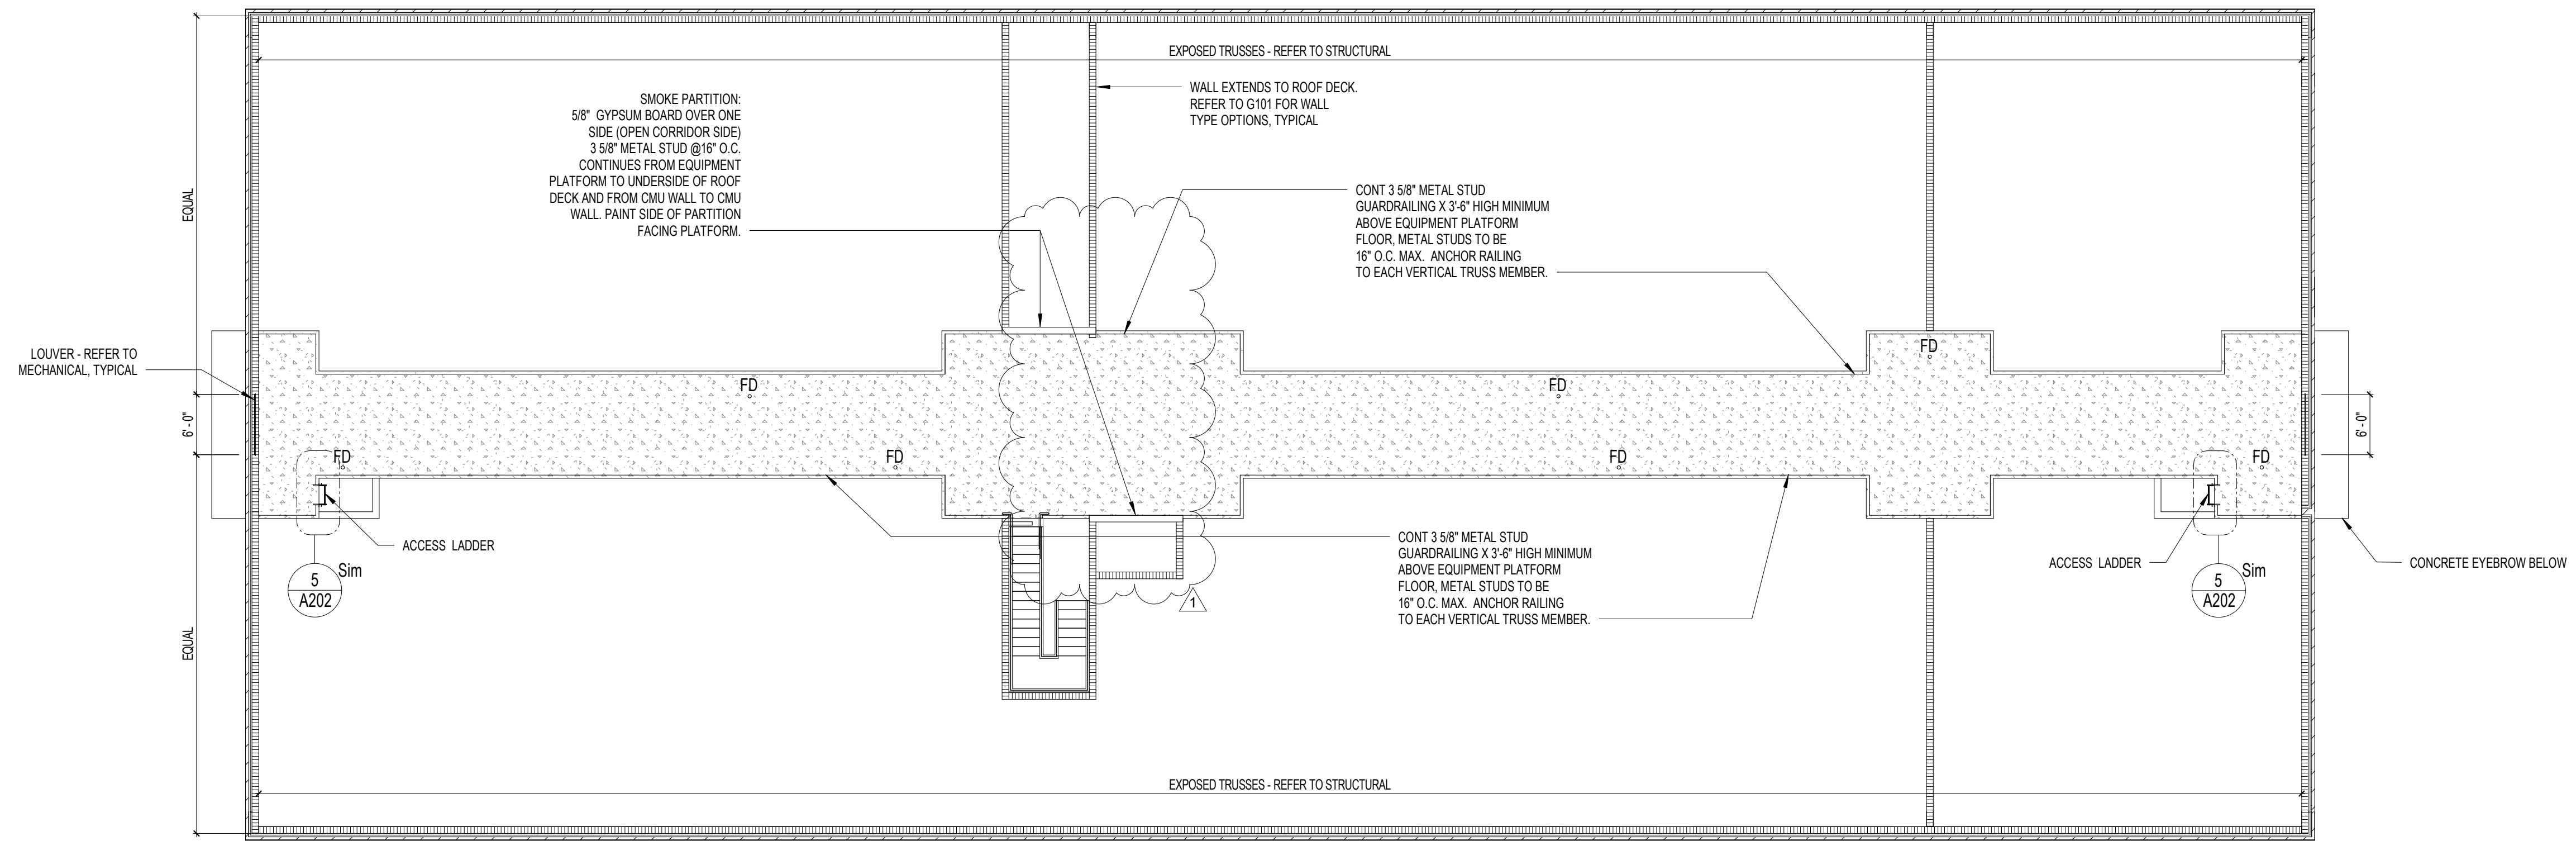 EXPOSED TRUSSES - REFER TO STRUCTURAL
SMOKE PARTITION:
5/8" GYPSUM BOARD OVER ONE
SIDE (OPEN CORRIDOR SIDE)
3 5/8" METAL STUD @16" O.C.
CONTINUES FROM EQUIPMENT
PLATFORM TO UNDERSIDE OF ROOF
DECK AND FROM CMU WALL TO CMU
WALL. PAINT SIDE OF PARTITION
FACING PLATFORM.
WALL EXTENDS TO ROOF DECK.
REFER TO G101 FOR WALL
TYPE OPTIONS, TYPICAL
CONT 3 5/8" METAL STUD
GUARDRAILING X 3'-6" HIGH MINIMUM
ABOVE EQUIPMENT PLATFORM
FLOOR, METAL STUDS TO BE
16" O.C. MAX. ANCHOR RAILING
TO EACH VERTICAL TRUSS MEMBER.
EQUAL
LOUVER - REFER TO
MECHANICAL, TYPICAL
6' - 0"
FD
FD
FD
6' - 0"
FD
FD
FD
FD
ACCESS LADDER
5
Sim
A202
CONT 3 5/8" METAL STUD
GUARDRAILING X 3'-6" HIGH MINIMUM
ABOVE EQUIPMENT PLATFORM
FLOOR, METAL STUDS TO BE
16" O.C. MAX. ANCHOR RAILING
TO EACH VERTICAL TRUSS MEMBER.
1
ACCESS LADDER
5
Sim
A202
CONCRETE EYEBROW BELOW
EQUAL
EXPOSED TRUSSES - REFER TO STRUCTURAL